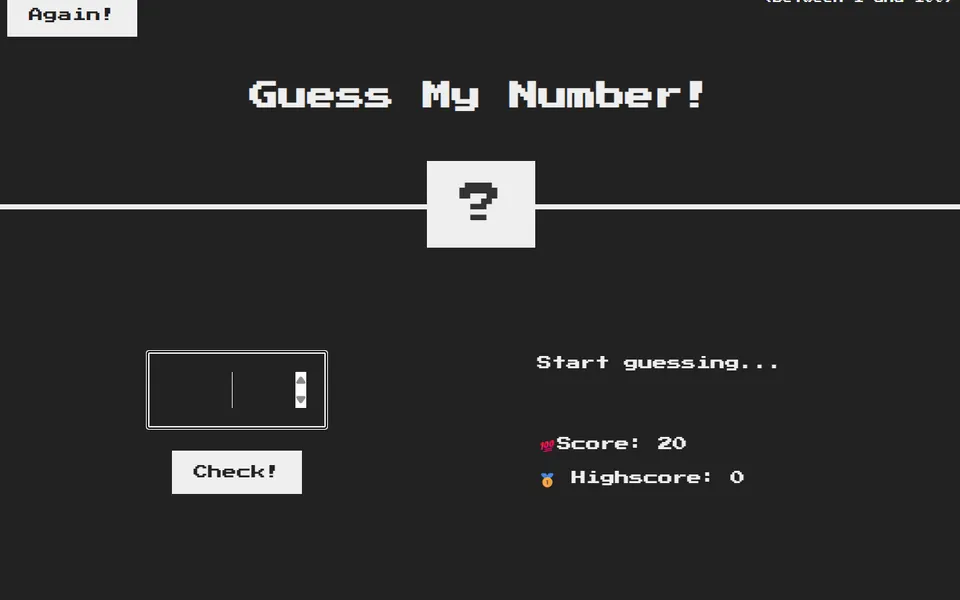 Again!
Guess My Number!
?
Start guessing...
Check!
💯Score: 20
🥇 Highscore: 0